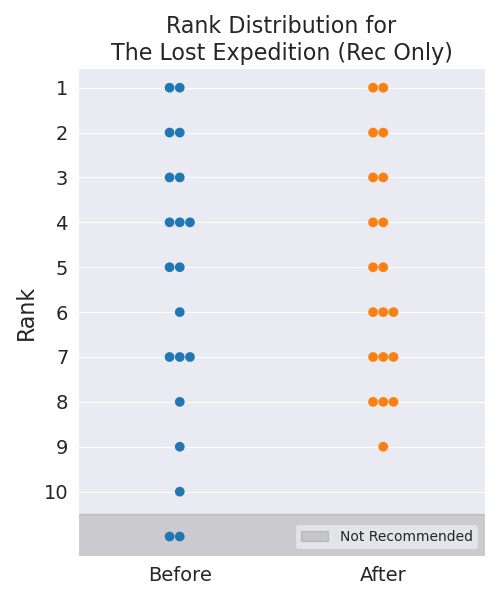 Rank Distribution for
The Lost Expedition (Rec Only)
Rank
1
2
3
4
5
6
7
8
9
10
Not Recommended
Before
After